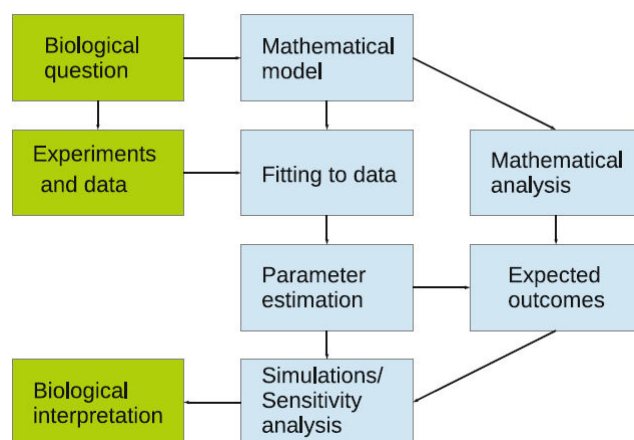 Biological
question
Mathematical
model
Experiments
and data
Fitting to data
Mathematical
analysis
Parameter
estimation
Expected
outcomes
Biological
interpretation
Simulations/
Sensitivity
analysis